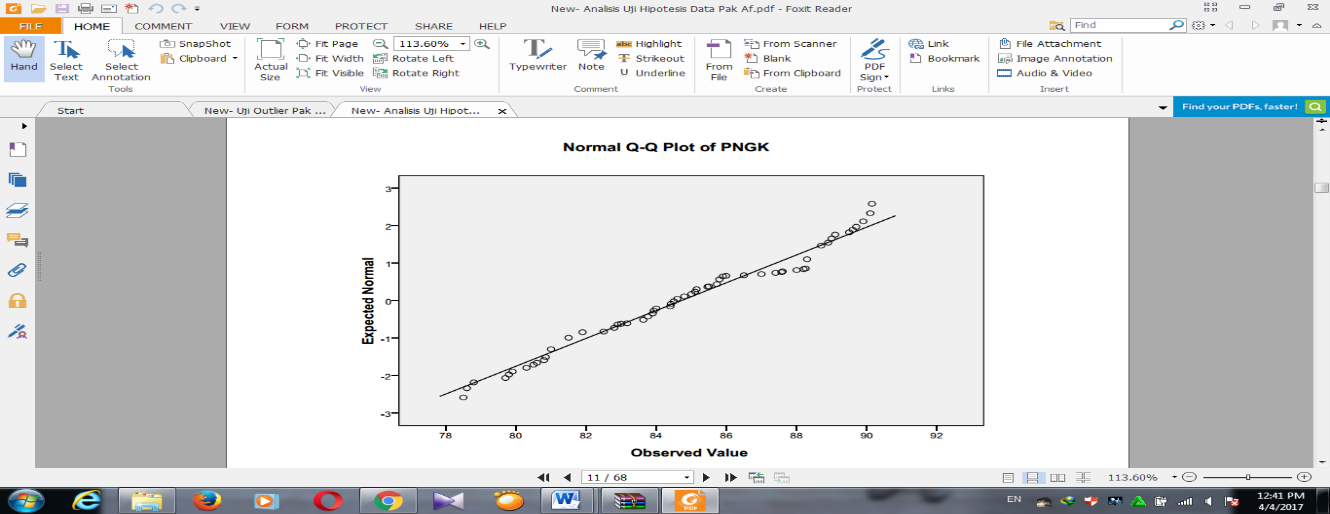 New- Analisis Uji Hipotesis Data Pak Af.pdf - Foxit Reader
FILE HOME COMMENT VIEW FORM PROTECT SHARE HELP
Find
Hand
Select Text
Select Annotation
SnapShot
Clipboard
Tools
Actual Size
Fit Page
Fit Width
Fit Visible
113.60%
Rotate Left
Rotate Right
View
Typewriter
Note
Highlight
Strikeout
Underline
Comment
From File
From Scanner
Blank
From Clipboard
Create
PDF Sign
Protect
Link
Bookmark
Links
File Attachment
Image Annotation
Audio & Video
Insert
Start
New- Uji Outlier Pak ...
New- Analisis Uji Hipot...
Find your PDFs, faster!
Normal Q-Q Plot of PNGK
Expected Normal
3
2
1
0
-1
-2
-3
78 80 82 84 86 88 90 92
Observed Value
11 / 68
113.60%
EN
12:41 PM
4/4/2017